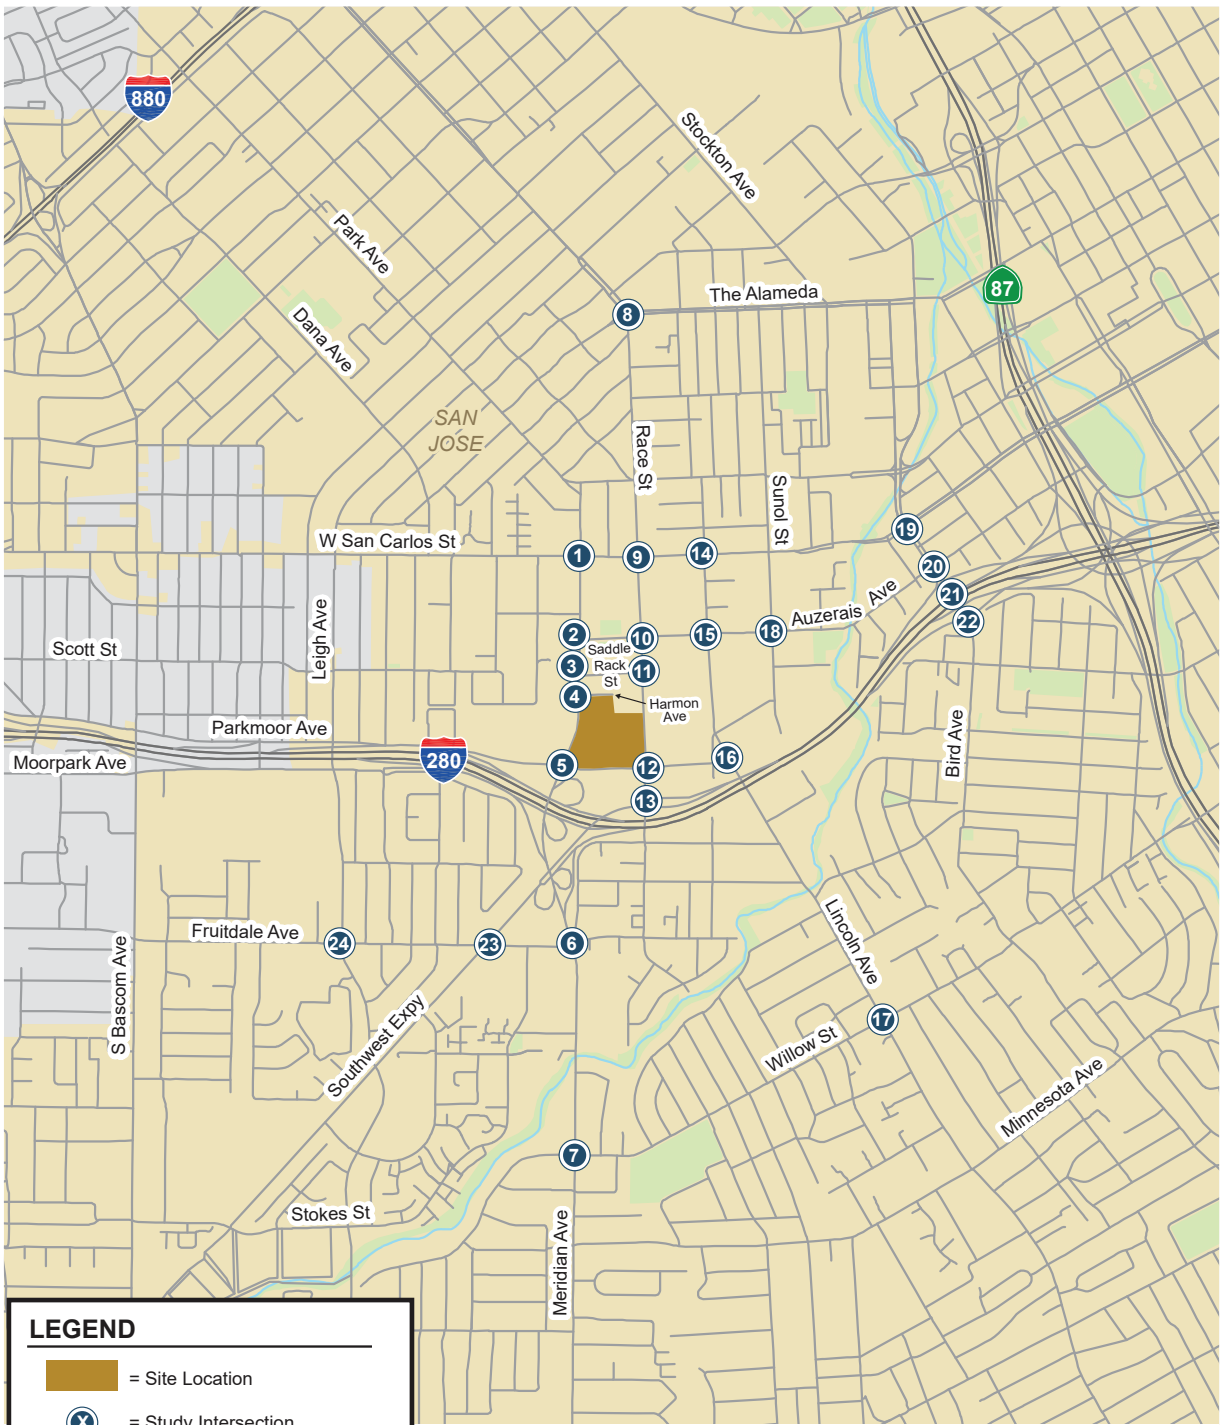 880
Stockton Ave
Park Ave
87
The Alameda
8
Dana Ave
SAN
JOSE
Race St
Sunol St
19
W San Carlos St
1
9
14
20
21
Auzerais Ave
22
Leigh Ave
2
10
15
18
Scott St
Saddle
Rack
St
3
11
4
Harmon
Ave
Parkmoor Ave
Bird Ave
Moorpark Ave
280
5
12
16
13
Lincoln Ave
Fruitdale Ave
24
23
6
S Bascom Ave
17
Southwest Expy
Willow St
Minnesota Ave
7
Stokes St
Meridian Ave
LEGEND
= Site Location
X = Study Intersection